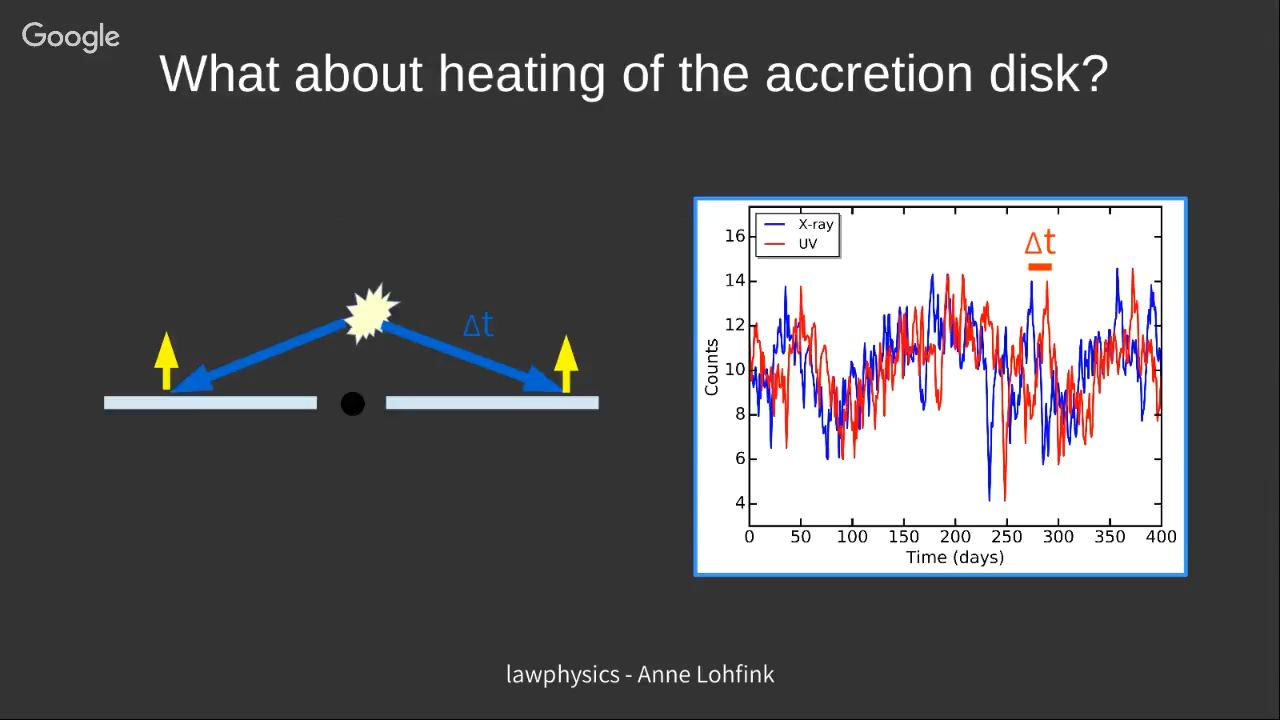 Google
What about heating of the accretion disk?
Δt
X-ray
UV
Δt
16
14
12
10
8
6
4
Counts
0 50 100 150 200 250 300 350 400
Time (days)
lawphysics - Anne Lohfink